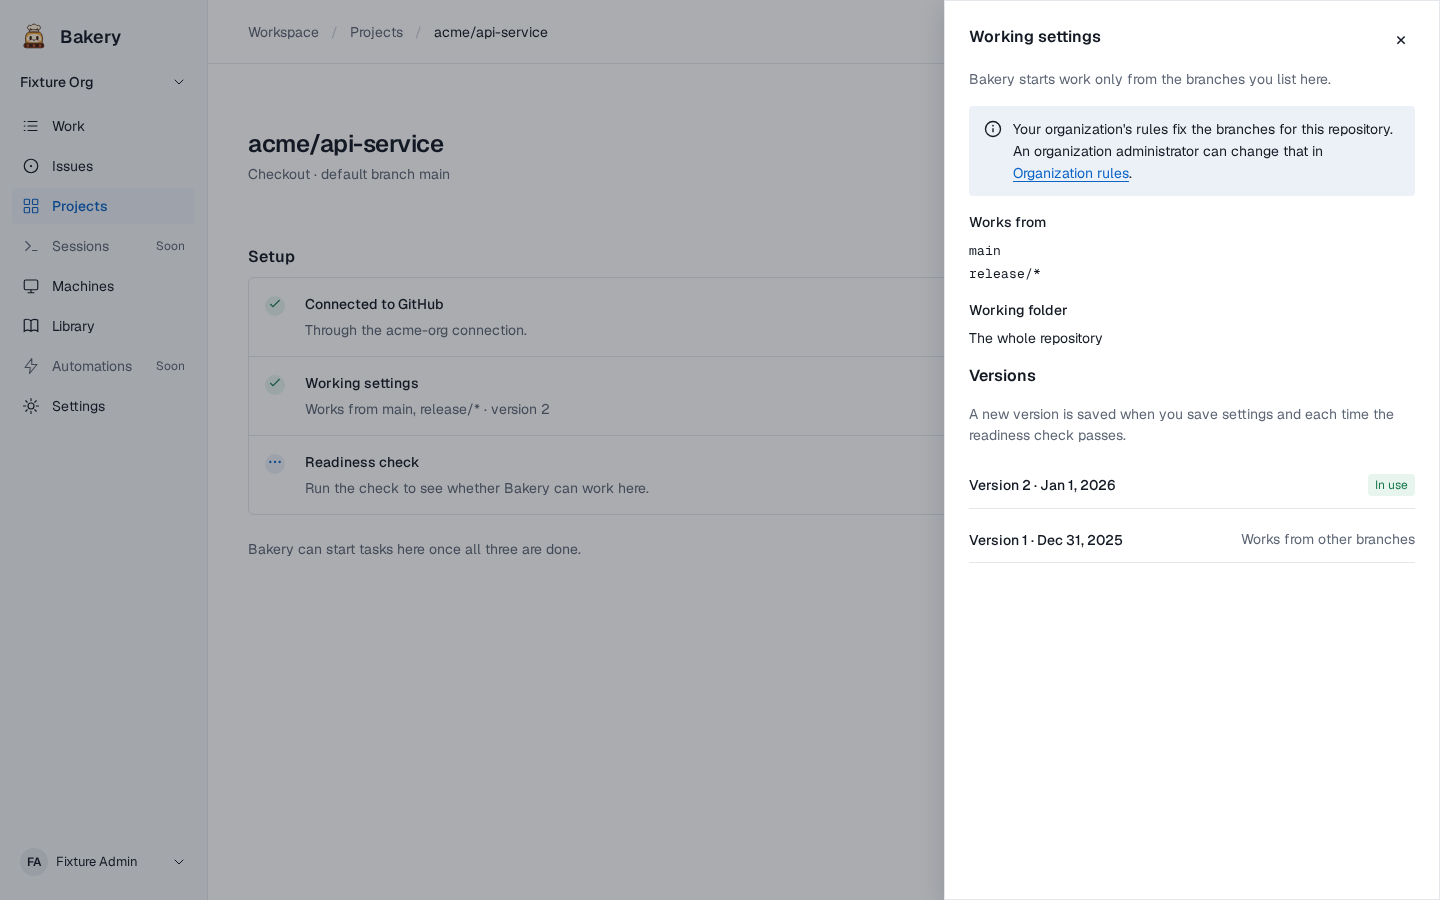 Bakery
Fixture Org
Work
Issues
Projects
Sessions Soon
Machines
Library
Automations Soon
Settings
FA Fixture Admin
Workspace / Projects / acme/api-service
acme/api-service
Checkout · default branch main
Setup
Connected to GitHub
Through the acme-org connection.
Working settings
Works from main, release/* · version 2
Readiness check
Run the check to see whether Bakery can work here.
Bakery can start tasks here once all three are done.
Working settings
Bakery starts work only from the branches you list here.
Your organization's rules fix the branches for this repository.
An organization administrator can change that in
Organization rules.
Works from
main
release/*
Working folder
The whole repository
Versions
A new version is saved when you save settings and each time the
readiness check passes.
Version 2 · Jan 1, 2026 In use
Version 1 · Dec 31, 2025 Works from other branches